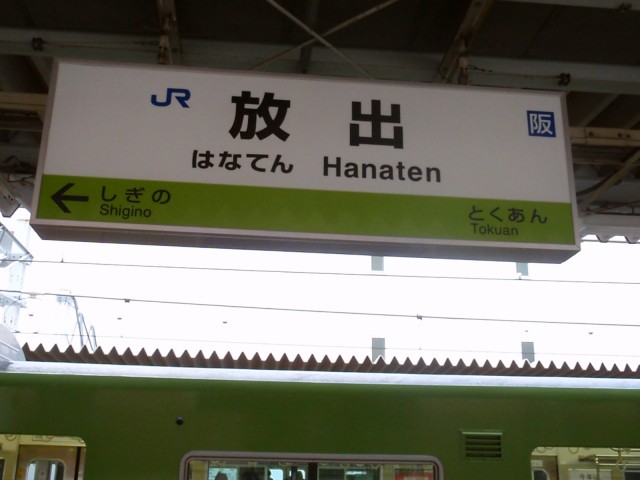 JR 放出 阪
はなてん Hanaten
← しぎの とくあん
Shigino Tokuan